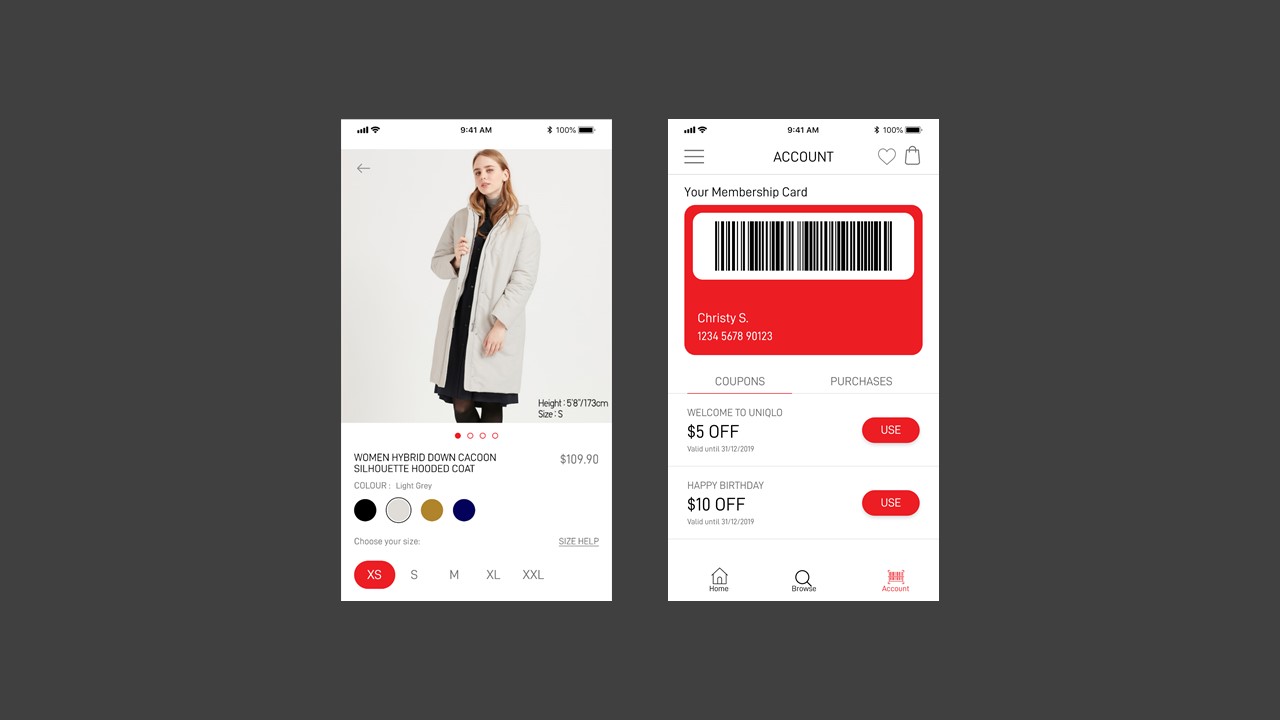 9:41 AM
100%
Height : 5'8"/173cm
Size : S
WOMEN HYBRID DOWN CACOON
SILHOUETTE HOODED COAT
$109.90
COLOUR : Light Grey
Choose your size:
SIZE HELP
XS S M XL XXL
9:41 AM
100%
ACCOUNT
Your Membership Card
Christy S.
1234 5678 90123
COUPONS
PURCHASES
WELCOME TO UNIQLO
$5 OFF
Valid until 31/12/2019
USE
HAPPY BIRTHDAY
$10 OFF
Valid until 31/12/2019
USE
Home
Browse
Account